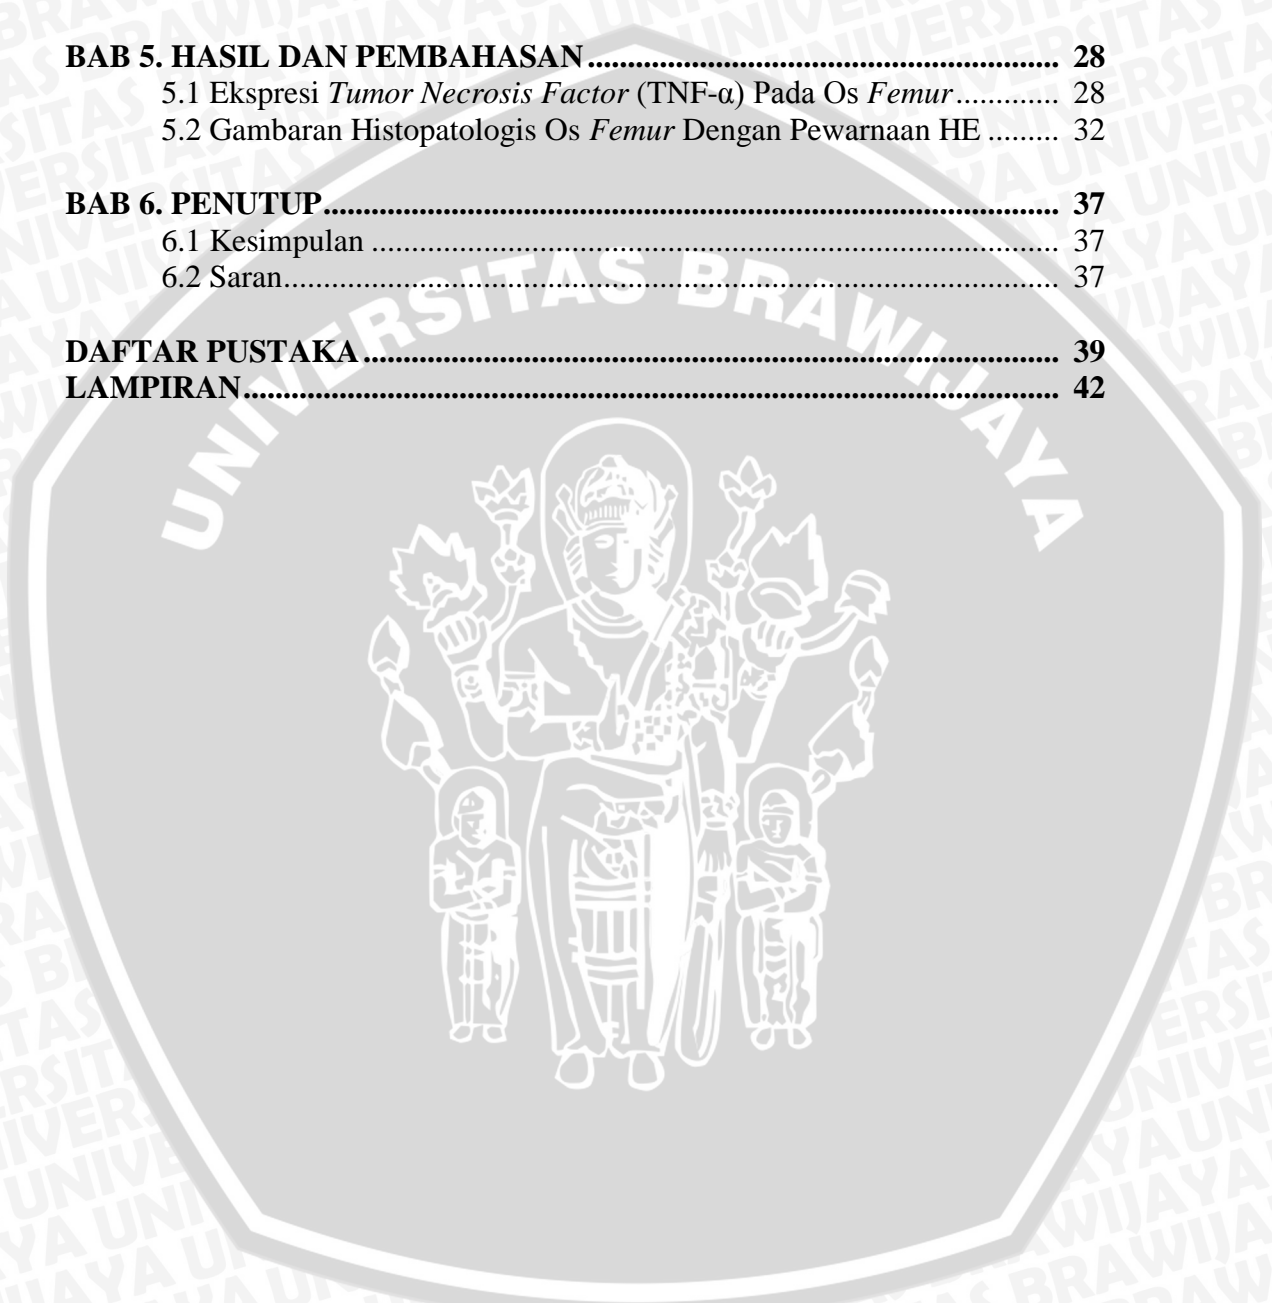 BAB 5. HASIL DAN PEMBAHASAN.......................................................... 28
5.1 Ekspresi Tumor Necrosis Factor (TNF-α) Pada Os Femur............. 28
5.2 Gambaran Histopatologis Os Femur Dengan Pewarnaan HE ......... 32
BAB 6. PENUTUP............................................................................................ 37
6.1 Kesimpulan ...................................................................................... 37
6.2 Saran................................................................................................. 37
DAFTAR PUSTAKA ....................................................................................... 39
LAMPIRAN...................................................................................................... 42
UNIVERSITAS BRAWIJAYA